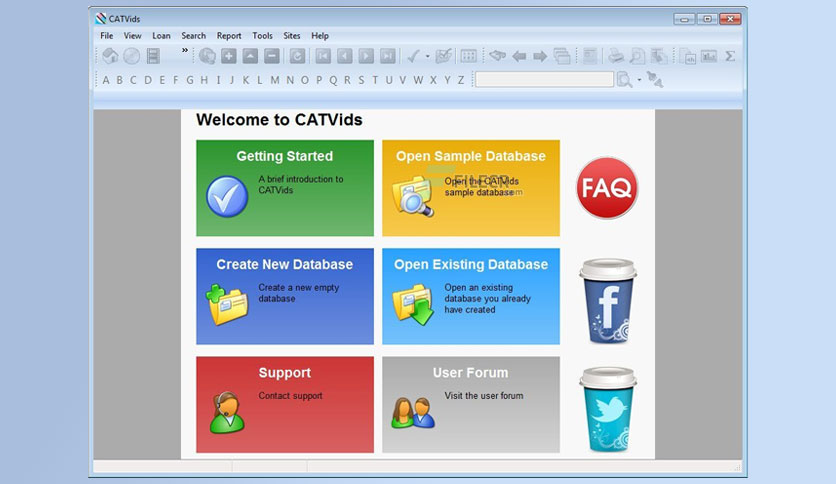 CATVids
File View Loan Search Report Tools Sites Help
»
A B C D E F G H I J K L M N O P Q R S T U V W X Y Z
Welcome to CATVids
Getting Started
A brief introduction to
CATVids
Open Sample Database
Open the CATVids
sample database
FILECR
.com
FAQ
Create New Database
Create a new empty
database
Open Existing Database
Open an existing
database you already
have created
f
Support
Contact support
User Forum
Visit the user forum